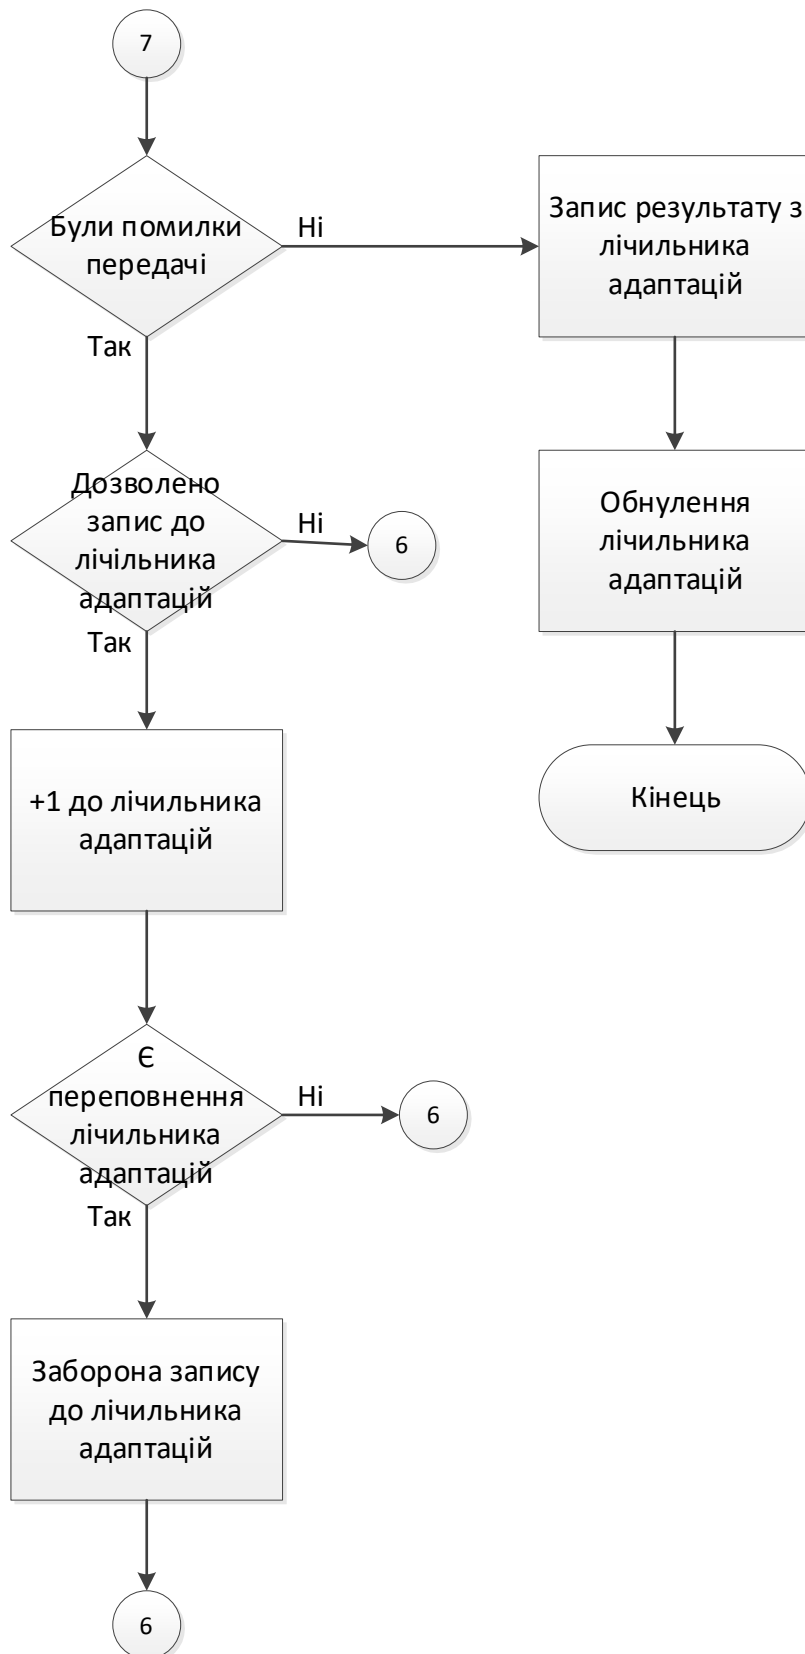 7
Були помилки
передачі
Ні
Запис результату з
лічильника
адаптацій
Так
Дозволено
запис до
лічільника
адаптацій
Ні
6
Обнулення
лічильника
адаптацій
Так
+1 до лічильника
адаптацій
Кінець
Є
переповнення
лічильника
адаптацій
Ні
6
Так
Заборона запису
до лічильника
адаптацій
6